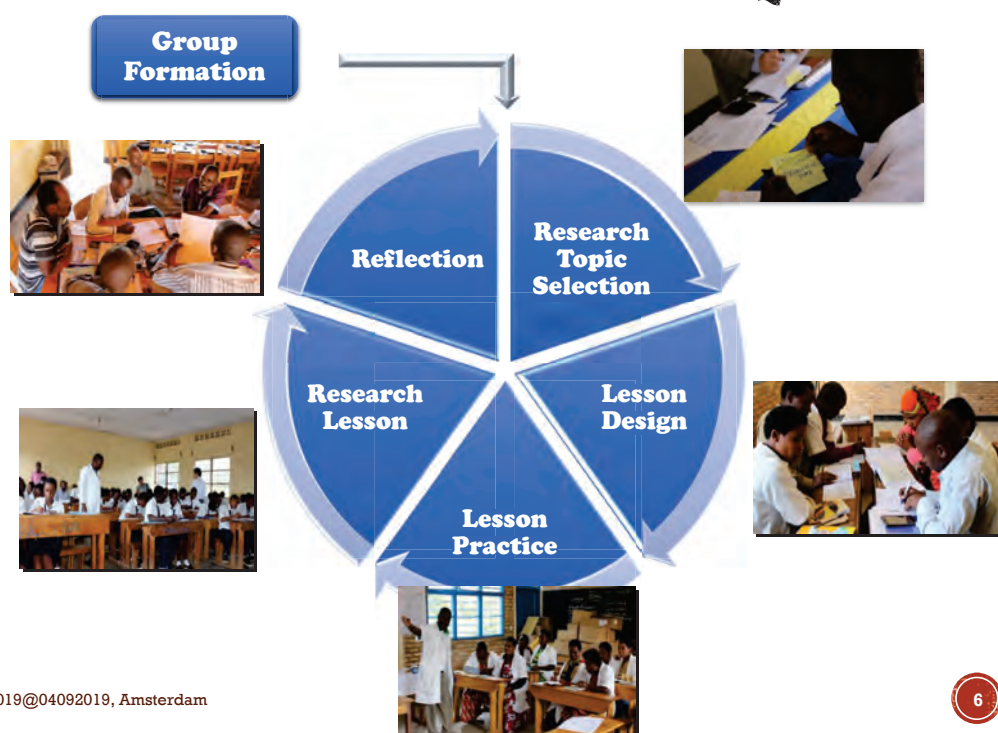 Group
Formation
Research
Topic
Selection
Reflection
Research
Lesson
Lesson
Design
Lesson
Practice
019@04092019, Amsterdam
6